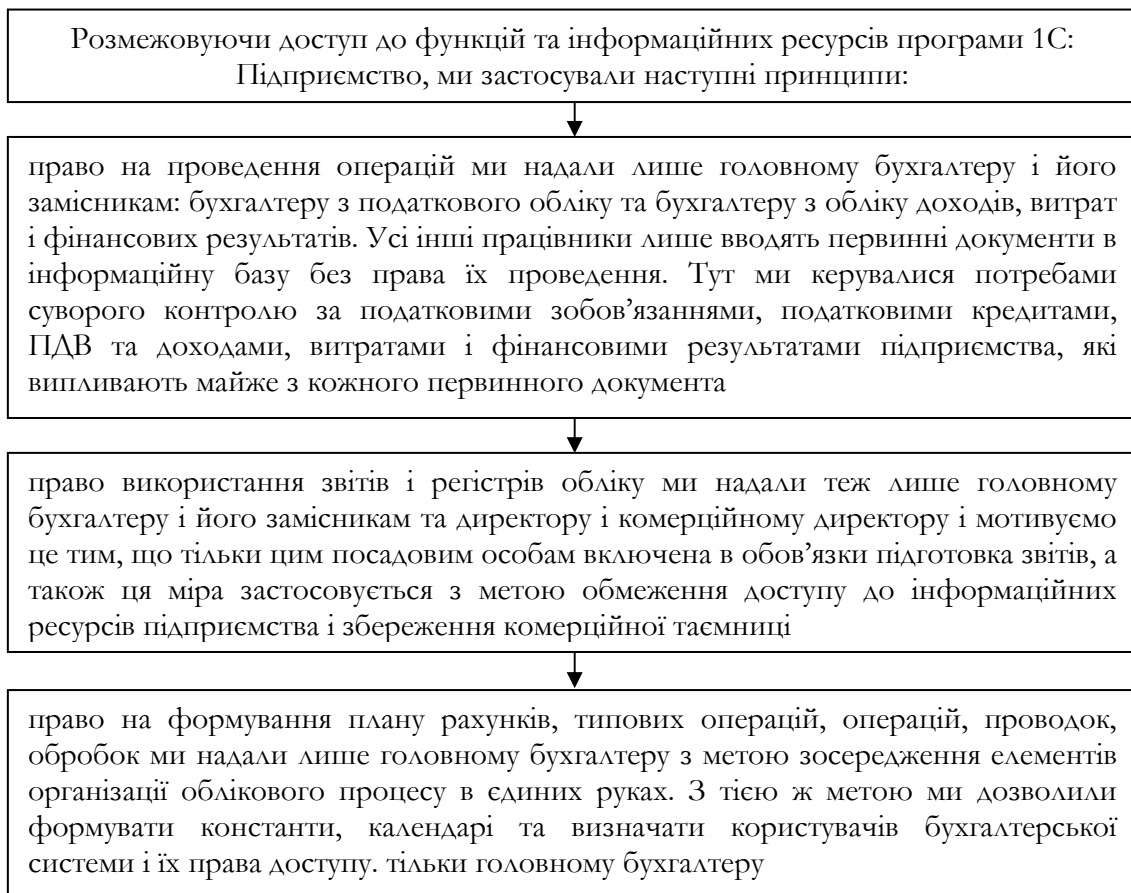 Розмежовуючи доступ до функцій та інформаційних ресурсів програми 1С:
Підприємство, ми застосували наступні принципи:
право на проведення операцій ми надали лише головному бухгалтеру і його
замісникам: бухгалтеру з податкового обліку та бухгалтеру з обліку доходів, витрат
і фінансових результатів. Усі інші працівники лише вводять первинні документи в
інформаційну базу без права їх проведення. Тут ми керувалися потребами
суворого контролю за податковими зобов’язаннями, податковими кредитами,
ПДВ та доходами, витратами і фінансовими результатами підприємства, які
випливають майже з кожного первинного документа
право використання звітів і регістрів обліку ми надали теж лише головному
бухгалтеру і його замісникам та директору і комерційному директору і мотивуємо
це тим, що тільки цим посадовим особам включена в обов’язки підготовка звітів, а
також ця міра застосовується з метою обмеження доступу до інформаційних
ресурсів підприємства і збереження комерційної таємниці
право на формування плану рахунків, типових операцій, операцій, проводок,
обробок ми надали лише головному бухгалтеру з метою зосередження елементів
організації облікового процесу в єдиних руках. З тією ж метою ми дозволили
формувати константи, календарі та визначати користувачів бухгалтерської
системи і їх права доступу. тільки головному бухгалтеру